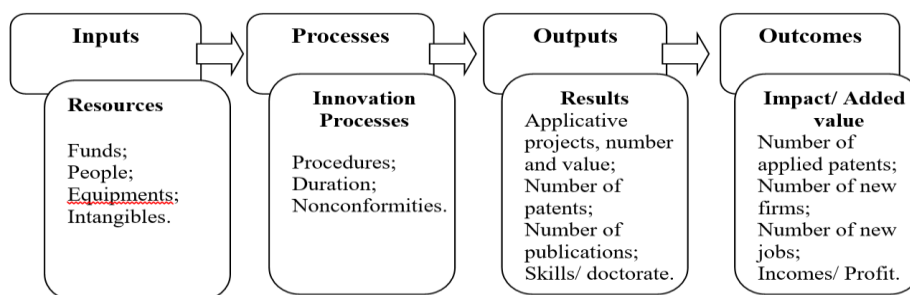 Inputs
Processes
Outputs
Outcomes
Resources
Funds;
People;
Equipments;
Intangibles.
Innovation
Processes
Procedures;
Duration;
Nonconformities.
Results
Applicative
projects, number
and value;
Number of
patents;
Number of
publications;
Skills/ doctorate.
Impact/ Added
value
Number of
applied patents;
Number of new
firms;
Number of new
jobs;
Incomes/ Profit.